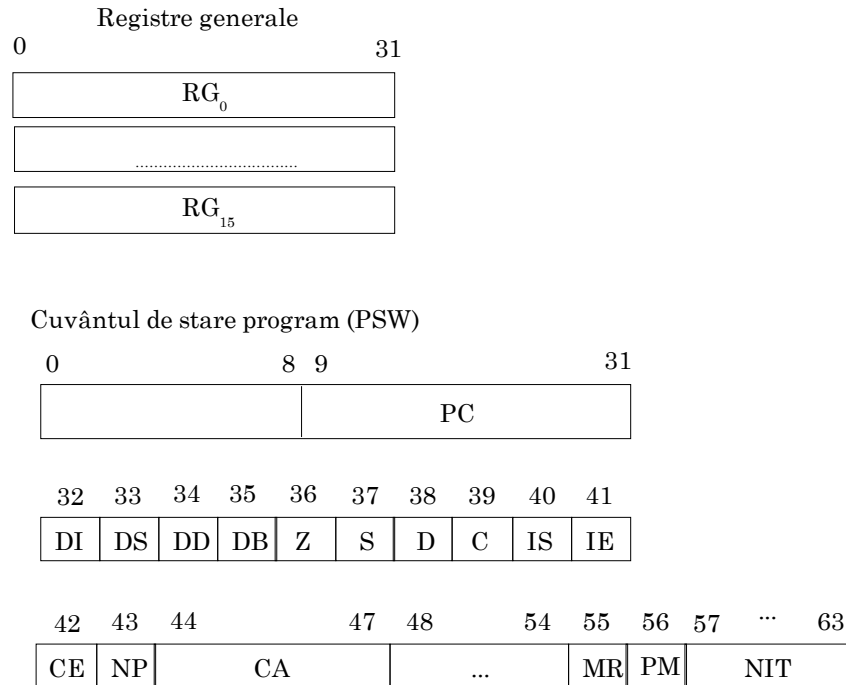 Registre generale
0 31
RG₀
..................................
RG₁₅
Cuvântul de stare program (PSW)
0 8 9 31
PC
32 33 34 35 36 37 38 39 40 41
DI DS DD DB Z S D C IS IE
42 43 44 47 48 54 55 56 57 ... 63
CE NP CA ... MR PM NIT